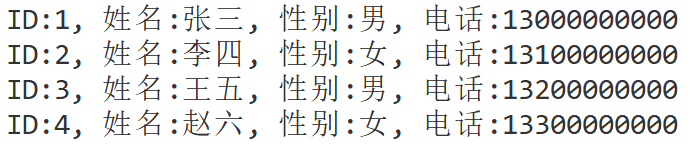 ID:1, 姓名:张三, 性别:男, 电话:13000000000
ID:2, 姓名:李四, 性别:女, 电话:13100000000
ID:3, 姓名:王五, 性别:男, 电话:13200000000
ID:4, 姓名:赵六, 性别:女, 电话:13300000000